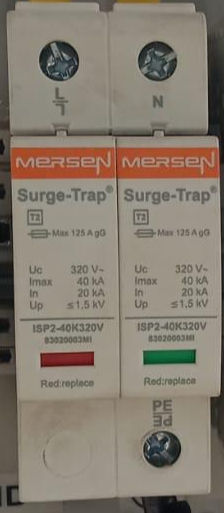 L
N
MERSEN
MERSEN
Surge-Trap®
Surge-Trap®
T2
T2
Max 125 A gG
Max 125 A gG
Uc 320 V~
Imax 40 kA
In 20 kA
Up ≤1,5 kV
Uc 320 V~
Imax 40 kA
In 20 kA
Up ≤1,5 kV
ISP2-40K320V
83020003MI
ISP2-40K320V
83020003MI
Red:replace
Red:replace
PE
PE